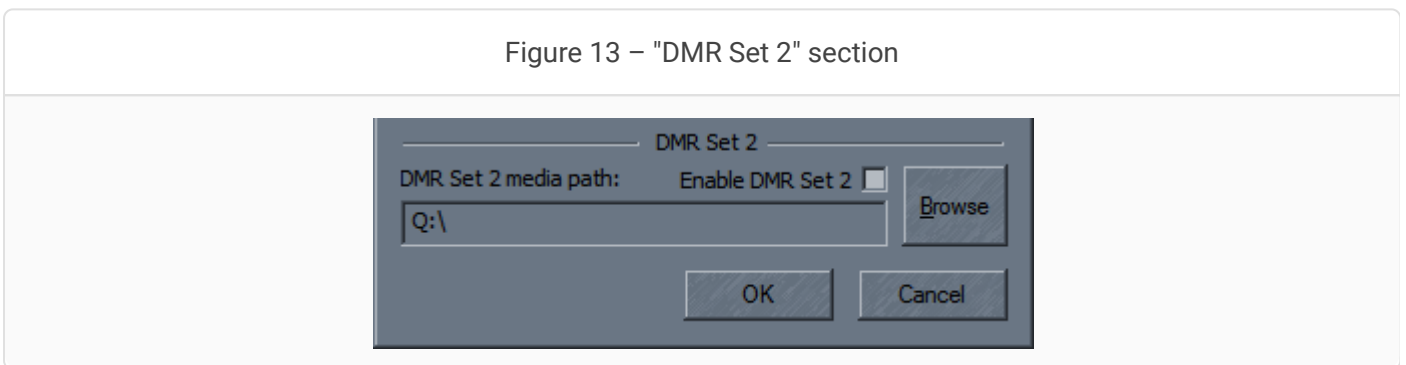 Figure 13 – "DMR Set 2" section
DMR Set 2
DMR Set 2 media path: Enable DMR Set 2
Browse
Q:\
OK Cancel